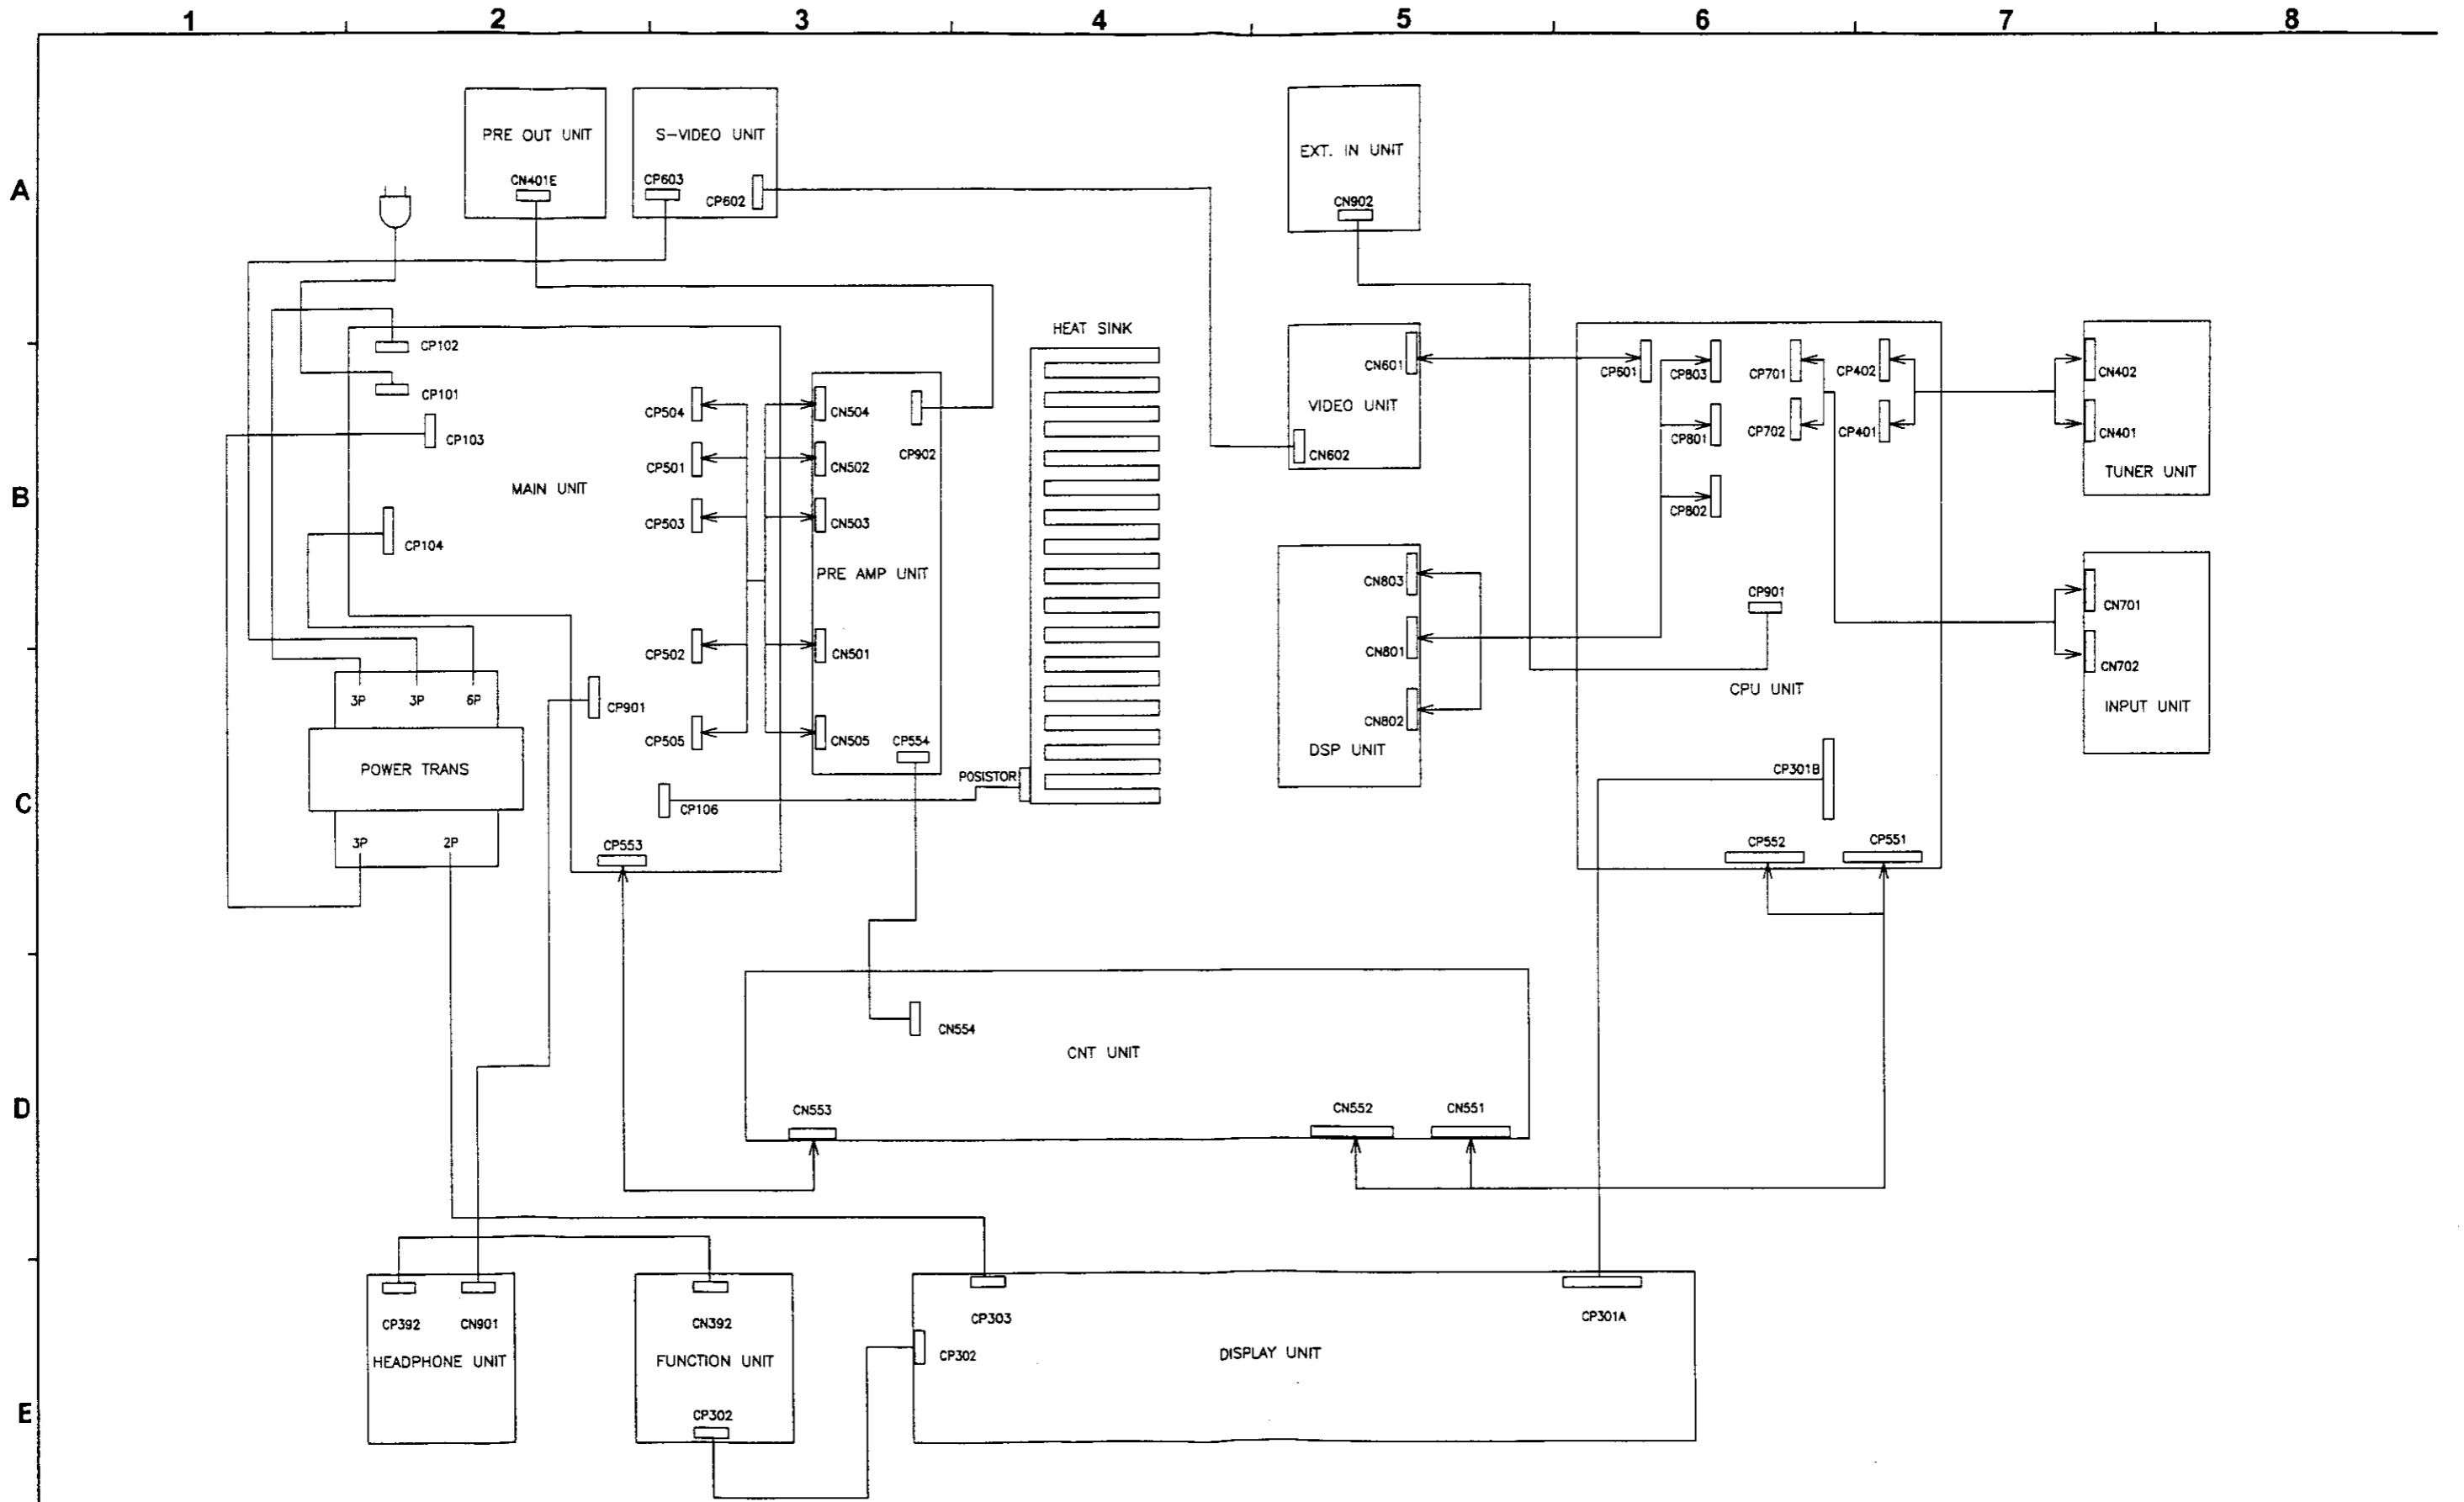 1 2 3 4 5 6 7 8
A
B
C
D
E
PRE OUT UNIT
CN401E
S-VIDEO UNIT
CP603
CP602
EXT. IN UNIT
CN902
CP102
CP101
CP103
CP104
MAIN UNIT
CP504
CP501
CP503
CP502
CP505
CP901
CP106
CP553
CN504
CN502
CN503
CN501
CN505
CP902
PRE AMP UNIT
CP554
HEAT SINK
POSISTOR
CN601
VIDEO UNIT
CN602
CN803
CN801
CN802
DSP UNIT
CP601
CP803
CP801
CP802
CP701
CP702
CP402
CP401
CP901
CPU UNIT
CP301B
CP552
CP551
CN402
CN401
TUNER UNIT
CN701
CN702
INPUT UNIT
3P 3P 6P
POWER TRANS
3P 2P
CN554
CNT UNIT
CN553
CN552
CN551
CP392
CN901
HEADPHONE UNIT
CN392
FUNCTION UNIT
CP302
CP303
CP302
CP301A
DISPLAY UNIT